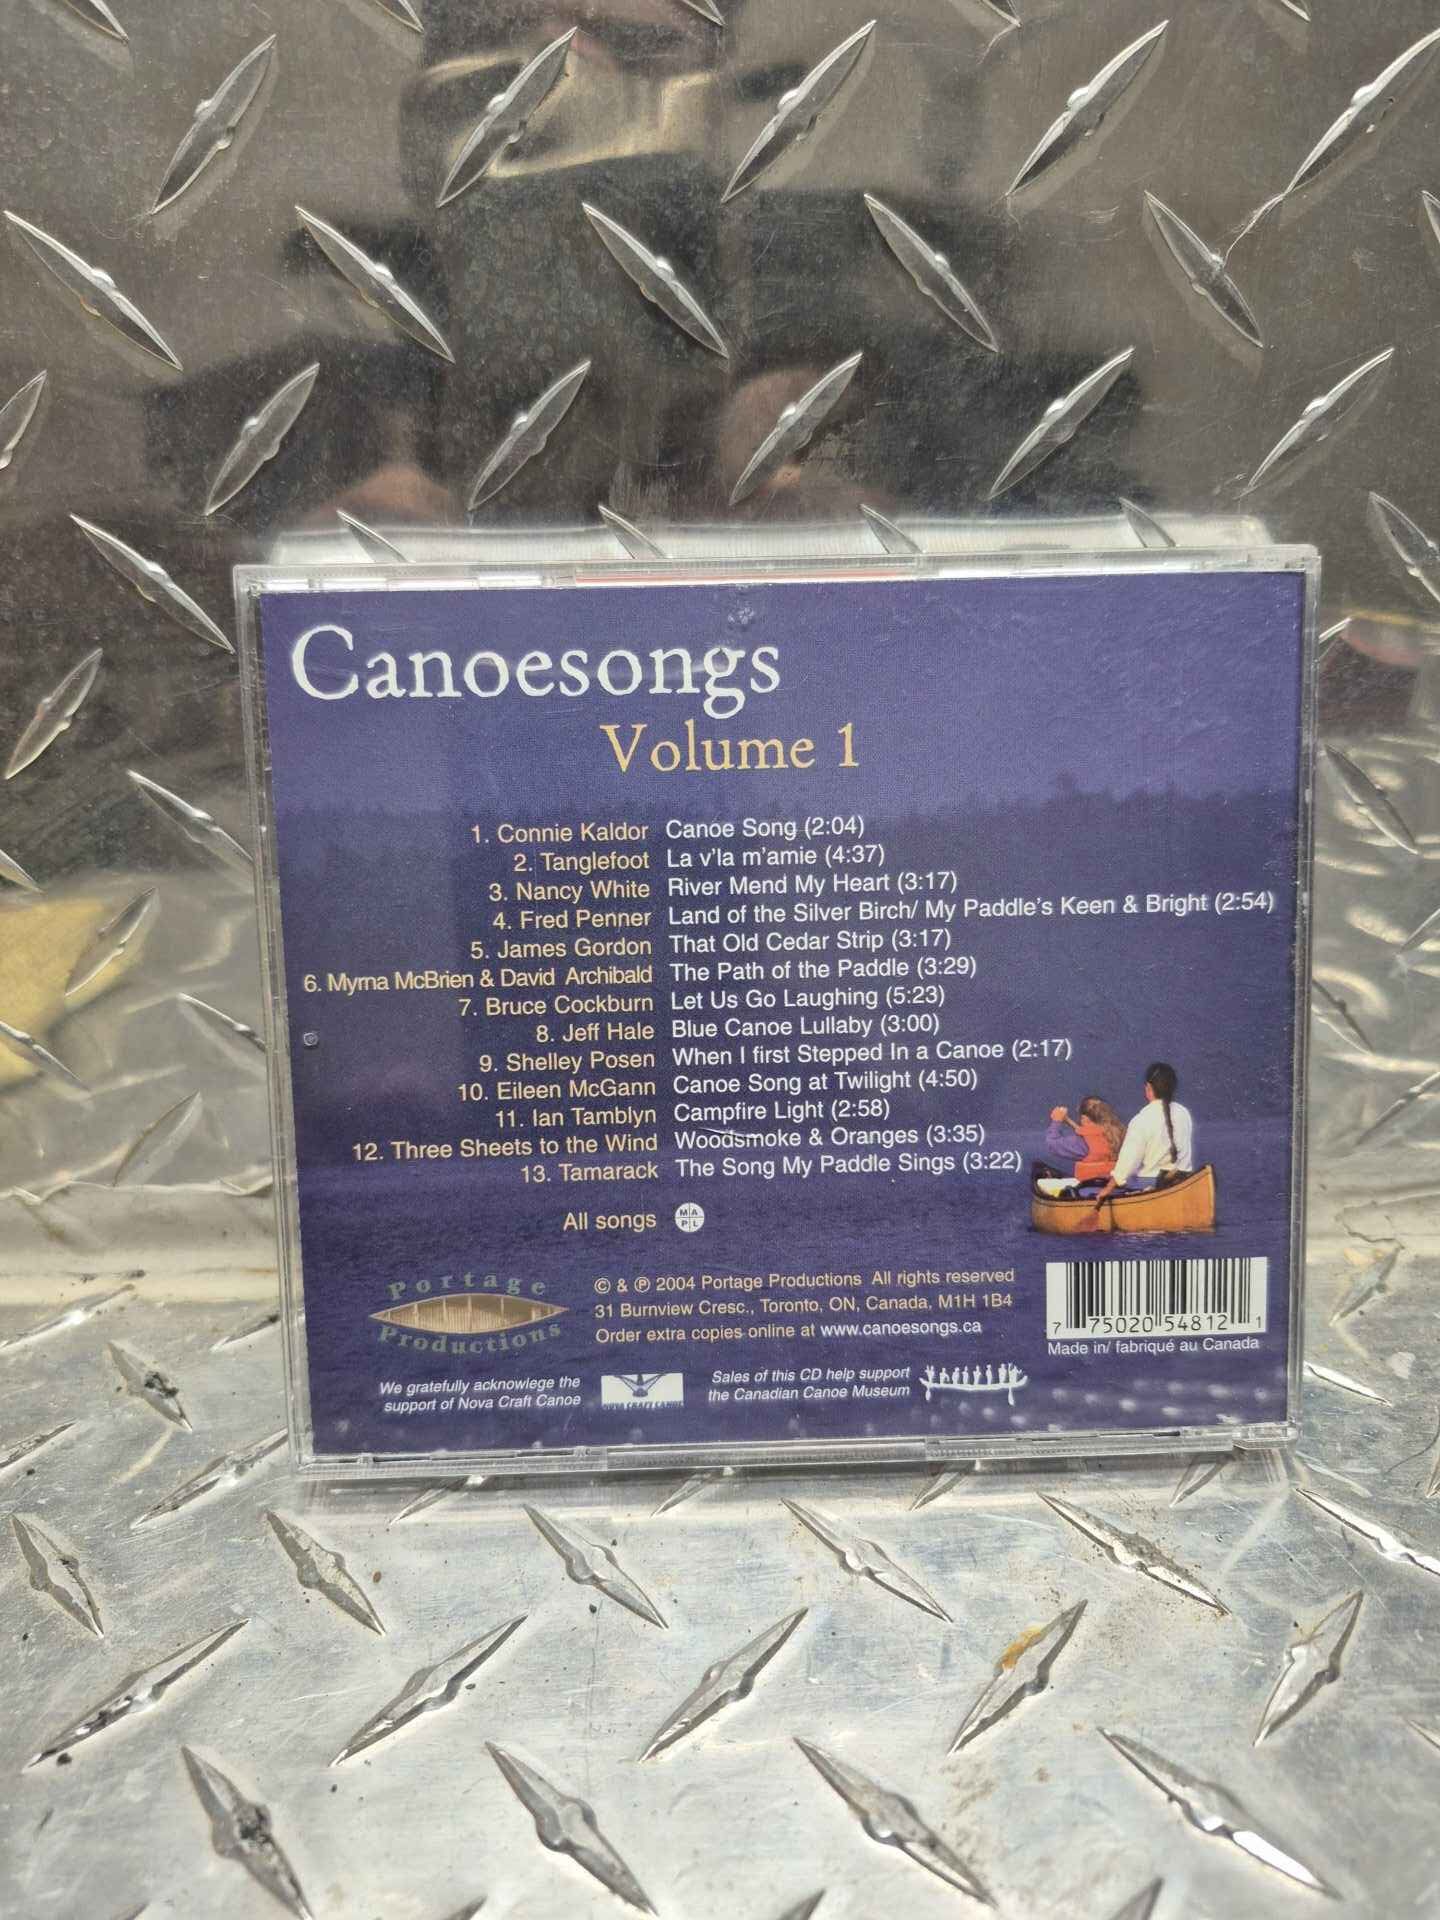 Canoesongs
Volume 1
1. Connie Kaldor Canoe Song (2:04)
2. Tanglefoot La v'la m'amie (4:37)
3. Nancy White River Mend My Heart (3:17)
4. Fred Penner Land of the Silver Birch/ My Paddle's Keen & Bright (2:54)
5. James Gordon That Old Cedar Strip (3:17)
6. Myrna McBrien & David Archibald The Path of the Paddle (3:29)
7. Bruce Cockburn Let Us Go Laughing (5:23)
8. Jeff Hale Blue Canoe Lullaby (3:00)
9. Shelley Posen When I first Stepped In a Canoe (2:17)
10. Eileen McGann Canoe Song at Twilight (4:50)
11. Ian Tamblyn Campfire Light (2:58)
12. Three Sheets to the Wind Woodsmoke & Oranges (3:35)
13. Tamarack The Song My Paddle Sings (3:22)
All songs MAPL
Portage
Productions
© & ℗ 2004 Portage Productions All rights reserved
31 Burnview Cresc., Toronto, ON, Canada, M1H 1B4
Order extra copies online at www.canoesongs.ca
7 75020 54812 1
Made in/ fabriqué au Canada
We gratefully acknowlege the
support of Nova Craft Canoe
NOVA CRAFT CANOE
Sales of this CD help support
the Canadian Canoe Museum